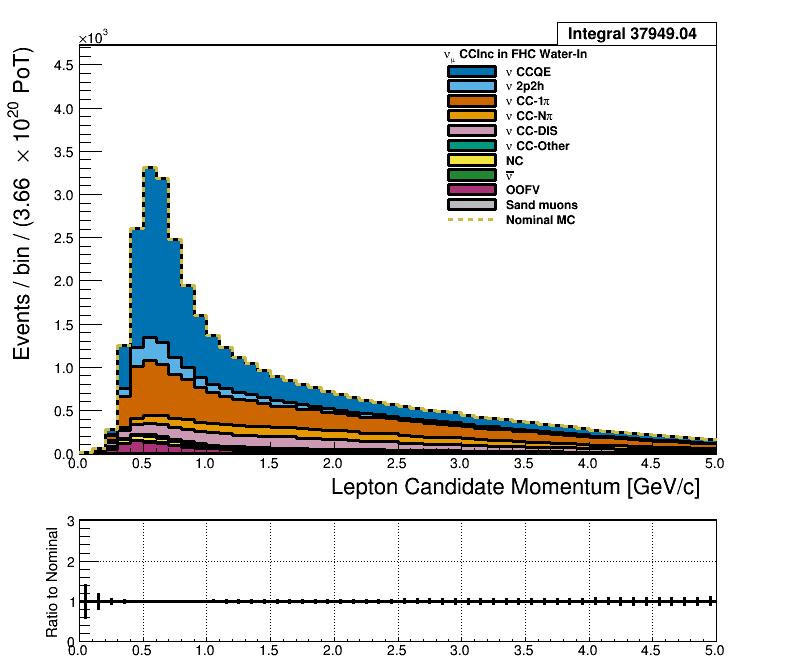 Integral 37949.04
×10³
ν_μ CCInc in FHC Water-In
ν CCQE
ν 2p2h
ν CC-1π
ν CC-Nπ
ν CC-DIS
ν CC-Other
NC
ν̅
OOFV
Sand muons
Nominal MC
Events / bin / (3.66 × 10²⁰ PoT)
4.5
4.0
3.5
3.0
2.5
2.0
1.5
1.0
0.5
0.0
0.0 0.5 1.0 1.5 2.0 2.5 3.0 3.5 4.0 4.5 5.0
Lepton Candidate Momentum [GeV/c]
Ratio to Nominal
3
2
1
0
0.0 0.5 1.0 1.5 2.0 2.5 3.0 3.5 4.0 4.5 5.0